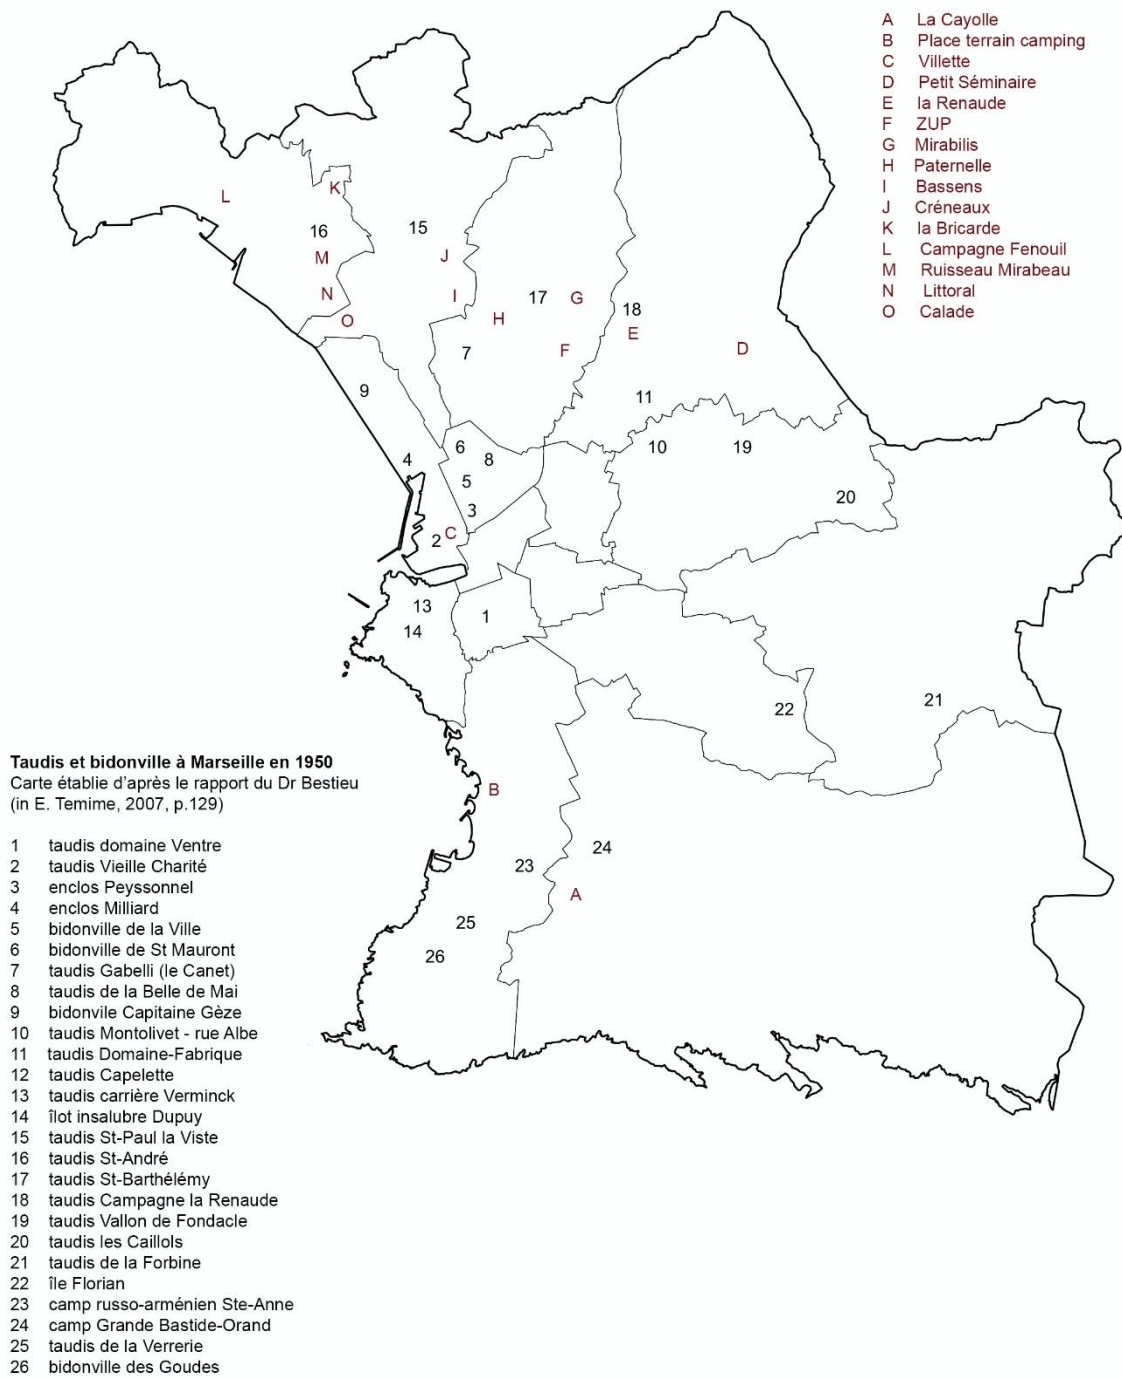 A La Cayolle
B Place terrain camping
C Villette
D Petit Séminaire
E la Renaude
F ZUP
G Mirabilis
H Paternelle
I Bassens
J Créneaux
K la Bricarde
L Campagne Fenouil
M Ruisseau Mirabeau
N Littoral
O Calade
K
L
16
15
M
J
N
I
17
G
O
H
18
E
7
F
D
9
11
6
10
19
4
8
5
20
3
C
2
13
1
14
21
22
B
24
23
A
25
26
Taudis et bidonville à Marseille en 1950
Carte établie d'après le rapport du Dr Bestieu
(in E. Temime, 2007, p.129)
1 taudis domaine Ventre
2 taudis Vieille Charité
3 enclos Peyssonnel
4 enclos Milliard
5 bidonville de la Ville
6 bidonville de St Mauront
7 taudis Gabelli (le Canet)
8 taudis de la Belle de Mai
9 bidonvile Capitaine Gèze
10 taudis Montolivet - rue Albe
11 taudis Domaine-Fabrique
12 taudis Capelette
13 taudis carrière Verminck
14 îlot insalubre Dupuy
15 taudis St-Paul la Viste
16 taudis St-André
17 taudis St-Barthélémy
18 taudis Campagne la Renaude
19 taudis Vallon de Fondacle
20 taudis les Caillols
21 taudis de la Forbine
22 île Florian
23 camp russo-arménien Ste-Anne
24 camp Grande Bastide-Orand
25 taudis de la Verrerie
26 bidonville des Goudes